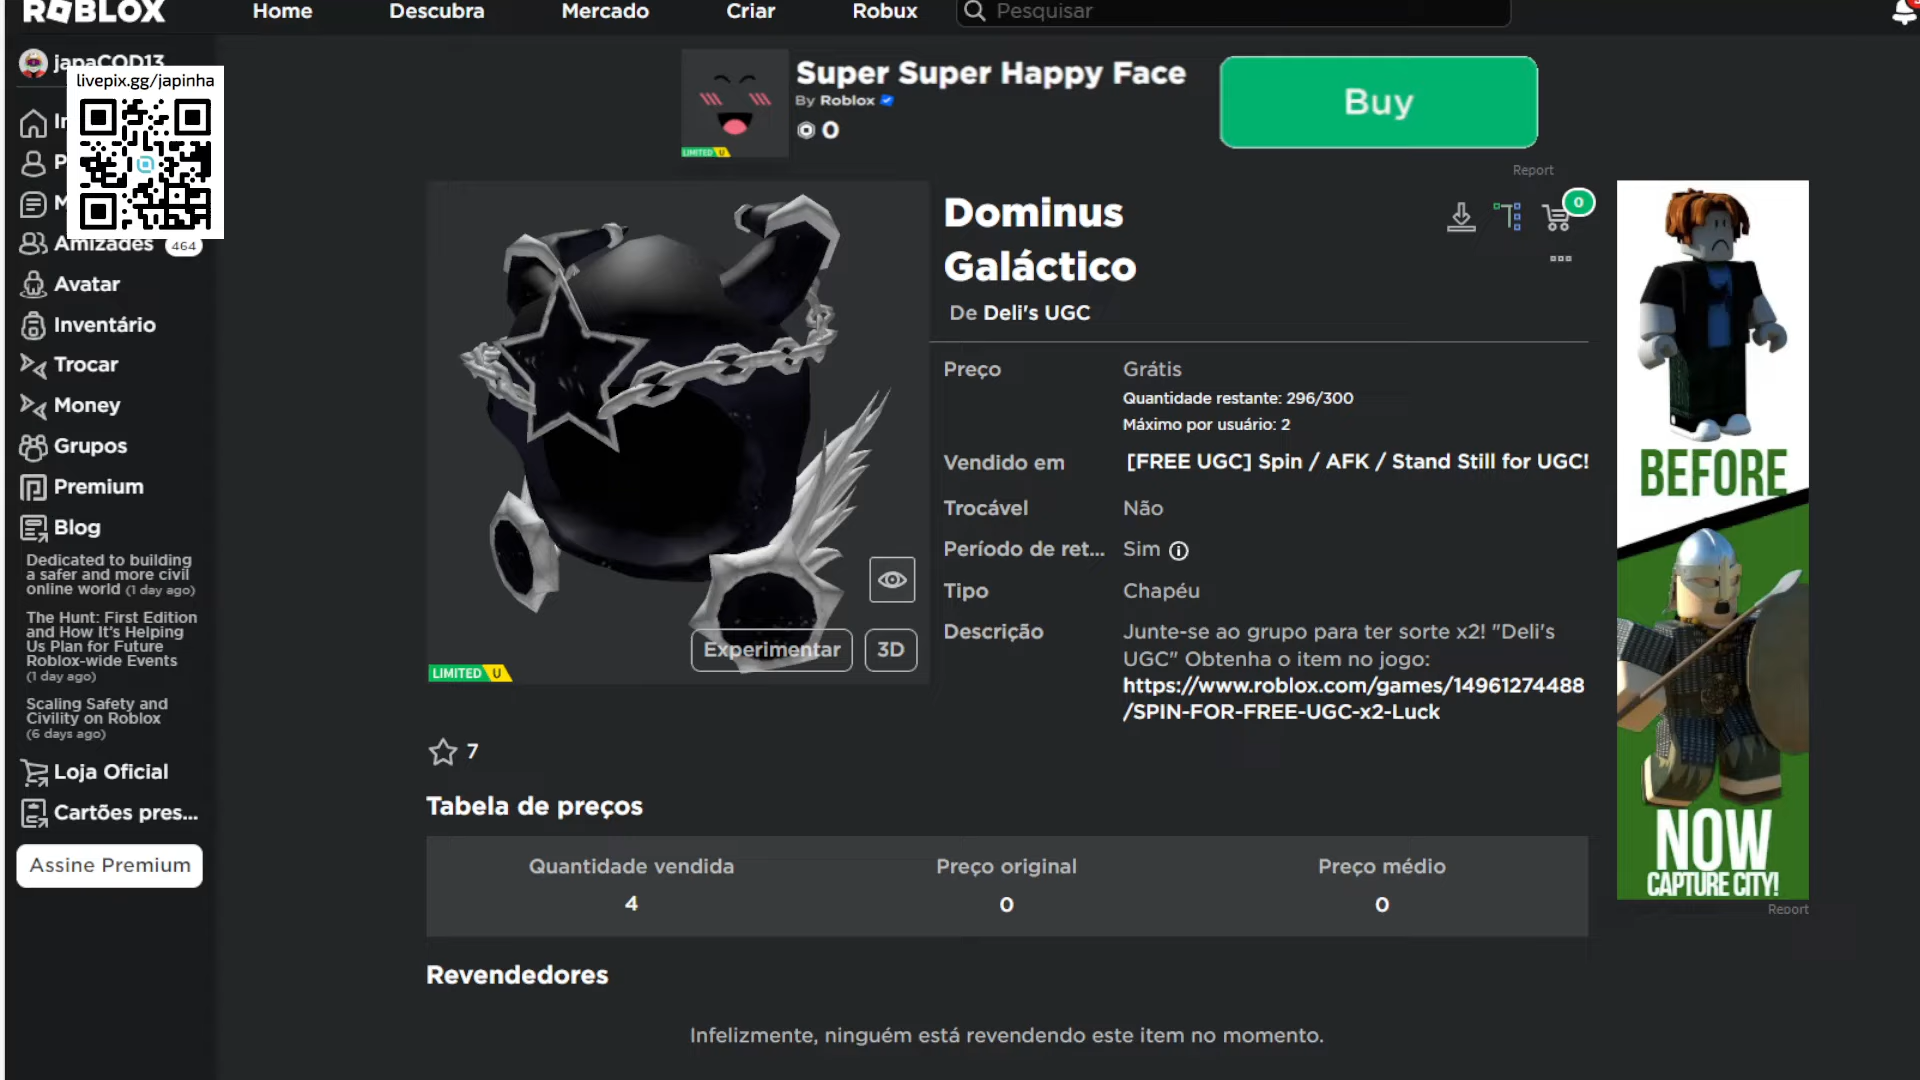 ROBLOX
Home
Descubra
Mercado
Criar
Robux
Pesquisar
japaCOD13
livepix.gg/japinha
Amizades 464
Avatar
Inventário
Trocar
Money
Grupos
Premium
Blog
Dedicated to building
a safer and more civil
online world (1 day ago)
The Hunt: First Edition
and How It's Helping
Us Plan for Future
Roblox-wide Events
(1 day ago)
Scaling Safety and
Civility on Roblox
(6 days ago)
Loja Oficial
Cartões pres...
Assine Premium
Super Super Happy Face
By Roblox
0
LIMITED U
Buy
Report
Dominus
Galáctico
De Deli's UGC
0
Preço
Grátis
Quantidade restante: 296/300
Máximo por usuário: 2
Vendido em
[FREE UGC] Spin / AFK / Stand Still for UGC!
Trocável
Não
Período de ret...
Sim
Tipo
Chapéu
Descrição
Junte-se ao grupo para ter sorte x2! "Deli's
UGC" Obtenha o item no jogo:
https://www.roblox.com/games/14961274488
/SPIN-FOR-FREE-UGC-x2-Luck
Experimentar
3D
LIMITED U
7
Tabela de preços
Quantidade vendida
4
Preço original
0
Preço médio
0
Revendedores
Infelizmente, ninguém está revendendo este item no momento.
BEFORE
NOW
CAPTURE CITY!
Report